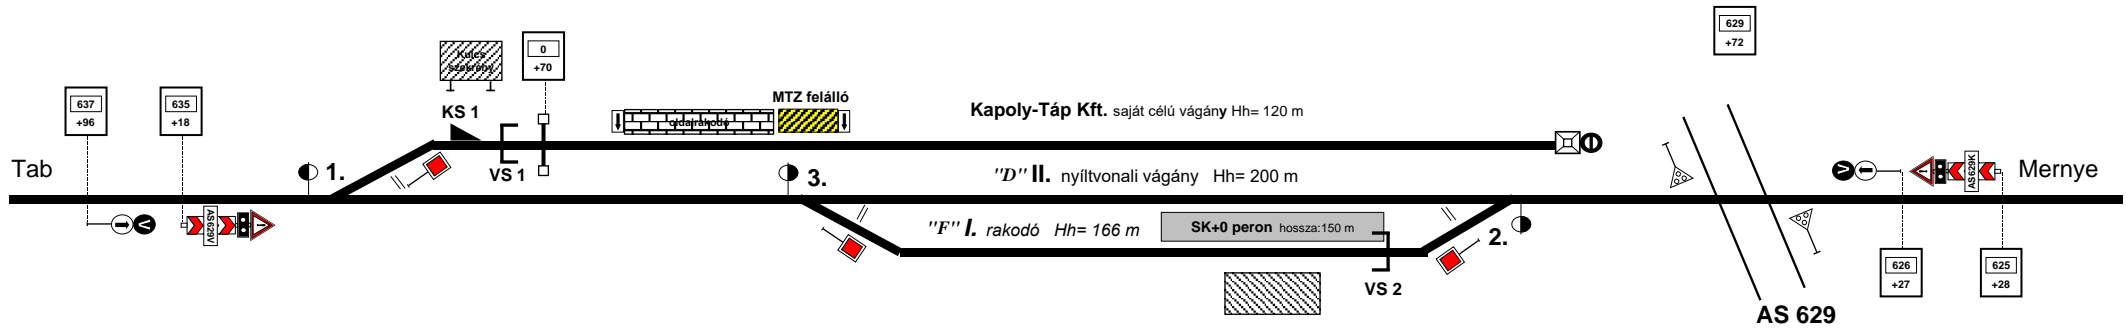 629
+72
Kulcs
szekrény
0
+70
637
+96
635
+18
KS 1
MTZ felálló
oldalrakodó
Kapoly-Táp Kft. saját célú vágány Hh= 120 m
Tab
1.
VS 1
3.
"D" II. nyíltvonali vágány Hh= 200 m
V
AS629K
Mernye
AS629V
V
"F" I. rakodó Hh= 166 m
SK+0 peron hossza:150 m
2.
VS 2
626
+27
625
+28
AS 629